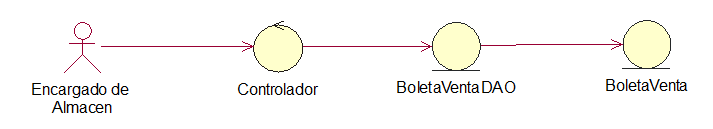 Encargado de
Almacen
Controlador
BoletaVentaDAO
BoletaVenta